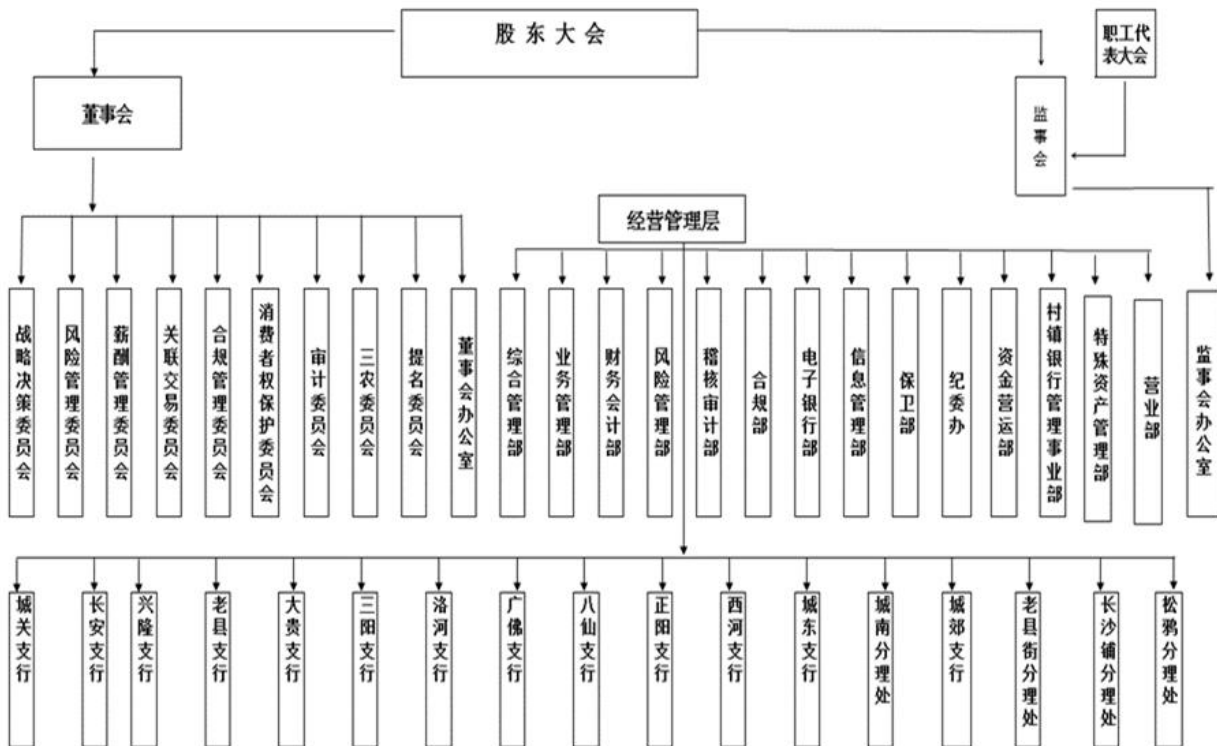 股东大会
职工代
表大会
董事会
监事会
经营管理层
战略决策委员会
风险管理委员会
薪酬管理委员会
关联交易委员会
合规管理委员会
消费者权保护委员会
审计委员会
三农委员会
提名委员会
董事会办公室
综合管理部
业务管理部
财务会计部
风险管理部
稽核审计部
合规部
电子银行部
信息管理部
保卫部
纪委办
资金营运部
村镇银行管理事业部
特殊资产管理部
营业部
监事会办公室
城关支行
长安支行
兴隆支行
老县支行
大贵支行
三阳支行
洛河支行
广佛支行
八仙支行
正阳支行
西河支行
城东支行
城南分理处
城郊支行
老县街分理处
长沙铺分理处
松鸦分理处